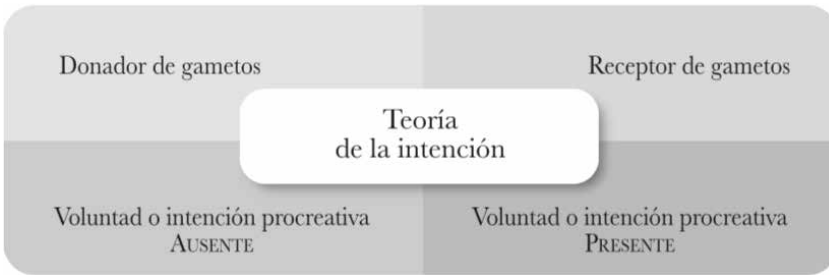 Donador de gametos
Receptor de gametos
Teoría
de la intención
Voluntad o intención procreativa
AUSENTE
Voluntad o intención procreativa
PRESENTE